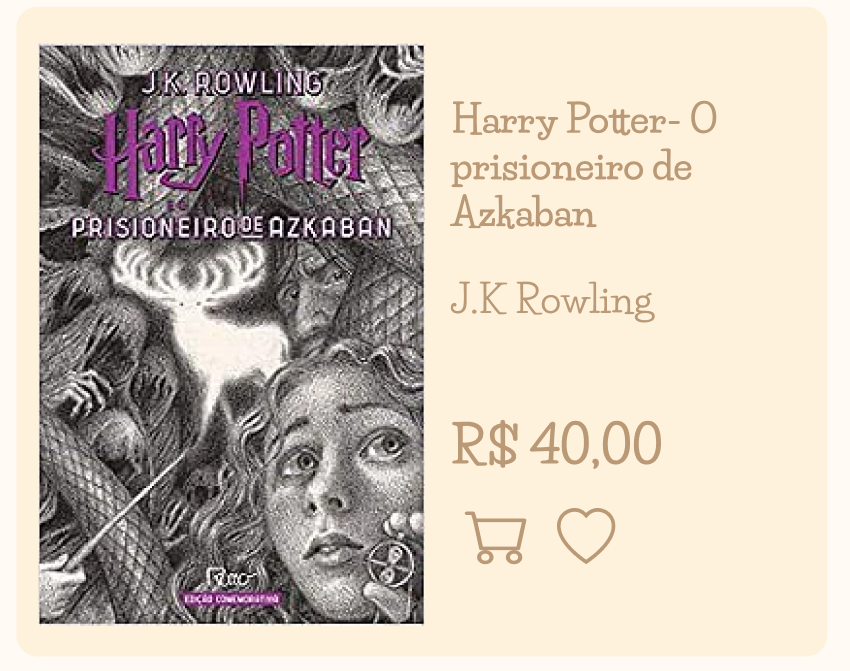 J.K. ROWLING
Harry Potter
E O
PRISIONEIRO DE AZKABAN
Rocco
EDIÇÃO COMEMORATIVA
Harry Potter- O
prisioneiro de
Azkaban
J.K Rowling
R$ 40,00